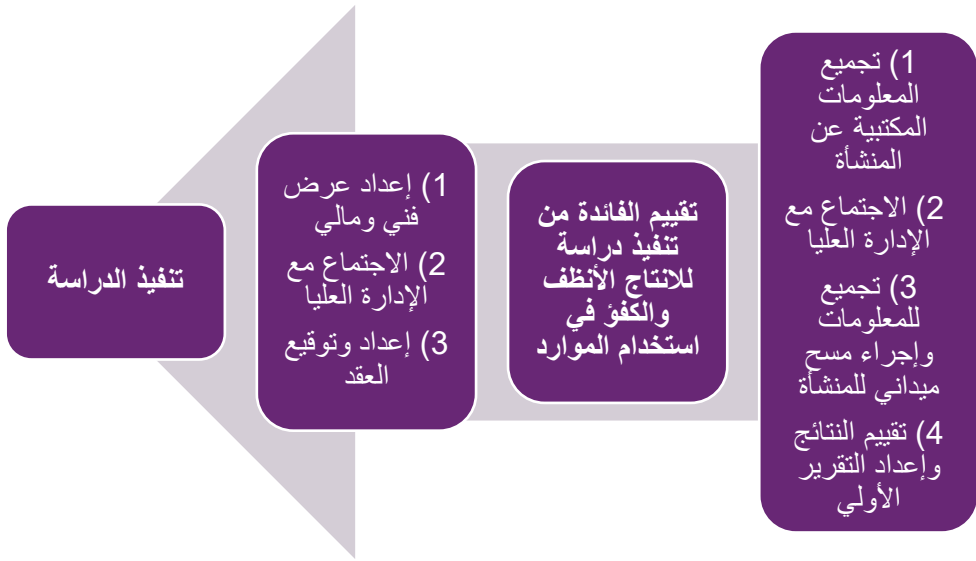 1) تجميع
المعلومات
المكتبية عن
المنشأة
2) الاجتماع مع
الإدارة العليا
3) تجميع
للمعلومات
وإجراء مسح
ميداني للمنشأة
4) تقييم النتائج
وإعداد التقرير
الأولي
تقييم الفائدة من
تنفيذ دراسة
للانتاج الأنظف
والكفؤ في
استخدام الموارد
1) إعداد عرض
فني ومالي
2) الاجتماع مع
الإدارة العليا
3) إعداد وتوقيع
العقد
تنفيذ الدراسة